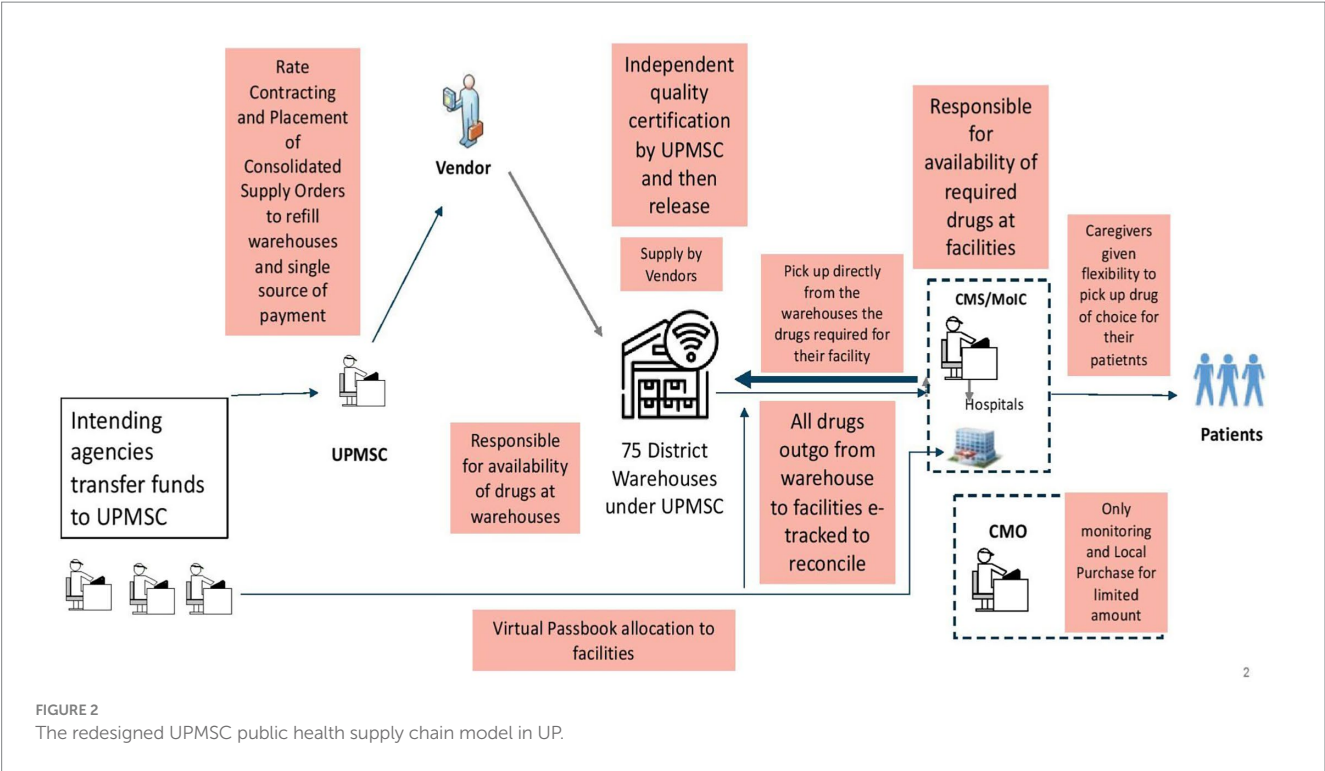 Rate
Contracting
and Placement
of
Consolidated
Supply Orders
to refill
warehouses
and single
source of
payment
Vendor
Independent
quality
certification
by UPMSC
and then
release
Supply by
Vendors
Responsible
for
availability of
required
drugs at
facilities
Pick up directly
from the
warehouses the
drugs required for
their facility
CMS/MoIC
Hospitals
Caregivers
given
flexibility to
pick up drug
of choice for
their
patietnts
Patients
Intending
agencies
transfer funds
to UPMSC
UPMSC
Responsible
for availability
of drugs at
warehouses
75 District
Warehouses
under UPMSC
All drugs
outgo from
warehouse
to facilities e-
tracked to
reconcile
CMO
Only
monitoring
and Local
Purchase for
limited
amount
Virtual Passbook allocation to
facilities
2
FIGURE 2
The redesigned UPMSC public health supply chain model in UP.